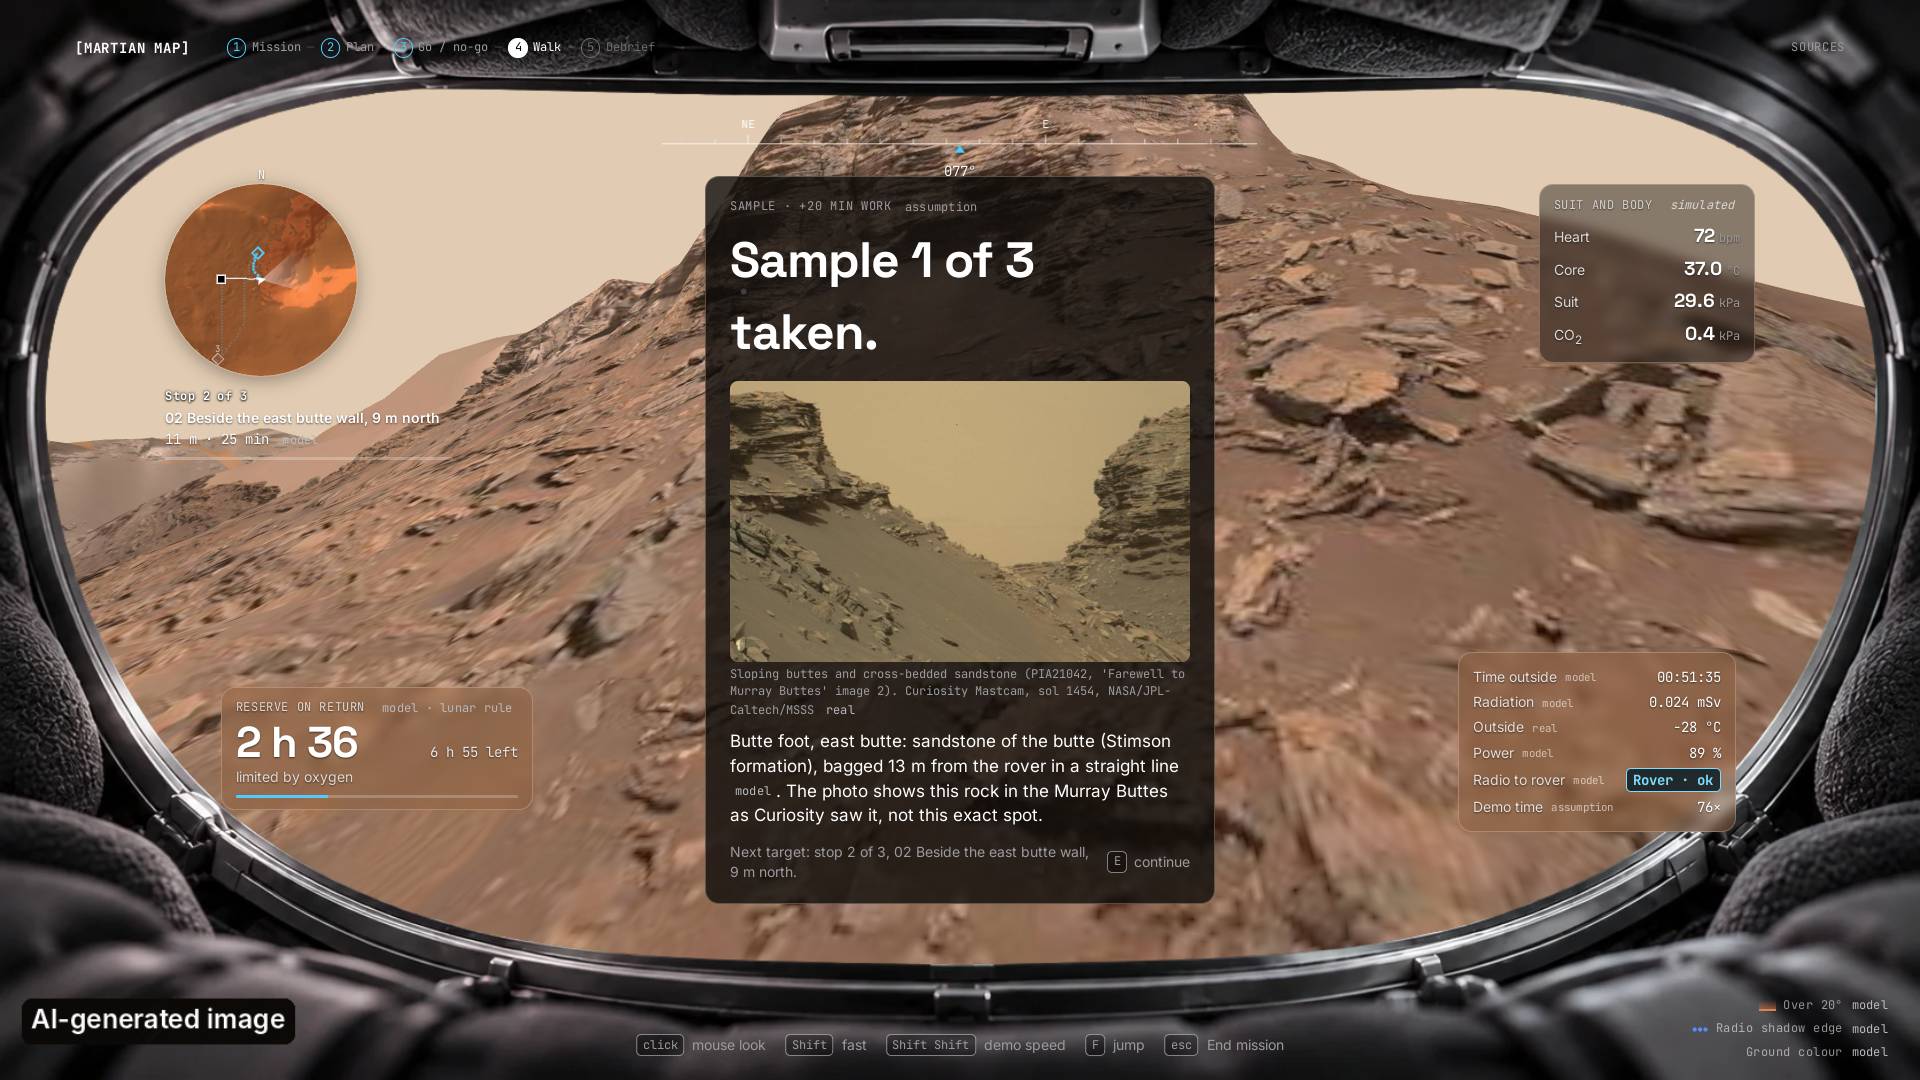 [MARTIAN MAP]
1 Mission
2 Plan
3 Go / no-go
4 Walk
5 Debrief
SOURCES
NE
E
077°
N
3
Stop 2 of 3
02 Beside the east butte wall, 9 m north
11 m · 25 min model
SAMPLE · +20 MIN WORK assumption
Sample 1 of 3
taken.
Sloping buttes and cross-bedded sandstone (PIA21042, 'Farewell to
Murray Buttes' image 2). Curiosity Mastcam, sol 1454, NASA/JPL-
Caltech/MSSS real
Butte foot, east butte: sandstone of the butte (Stimson
formation), bagged 13 m from the rover in a straight line
model . The photo shows this rock in the Murray Buttes
as Curiosity saw it, not this exact spot.
Next target: stop 2 of 3, 02 Beside the east butte wall,
9 m north.
E continue
SUIT AND BODY simulated
Heart 72 bpm
Core 37.0 °C
Suit 29.6 kPa
CO2 0.4 kPa
RESERVE ON RETURN model · lunar rule
2 h 36 6 h 55 left
limited by oxygen
Time outside model 00:51:35
Radiation model 0.024 mSv
Outside real -28 °C
Power model 89 %
Radio to rover model Rover · ok
Demo time assumption 76×
AI-generated image
click mouse look Shift fast Shift Shift demo speed F jump esc End mission
Over 20° model
Radio shadow edge model
Ground colour model